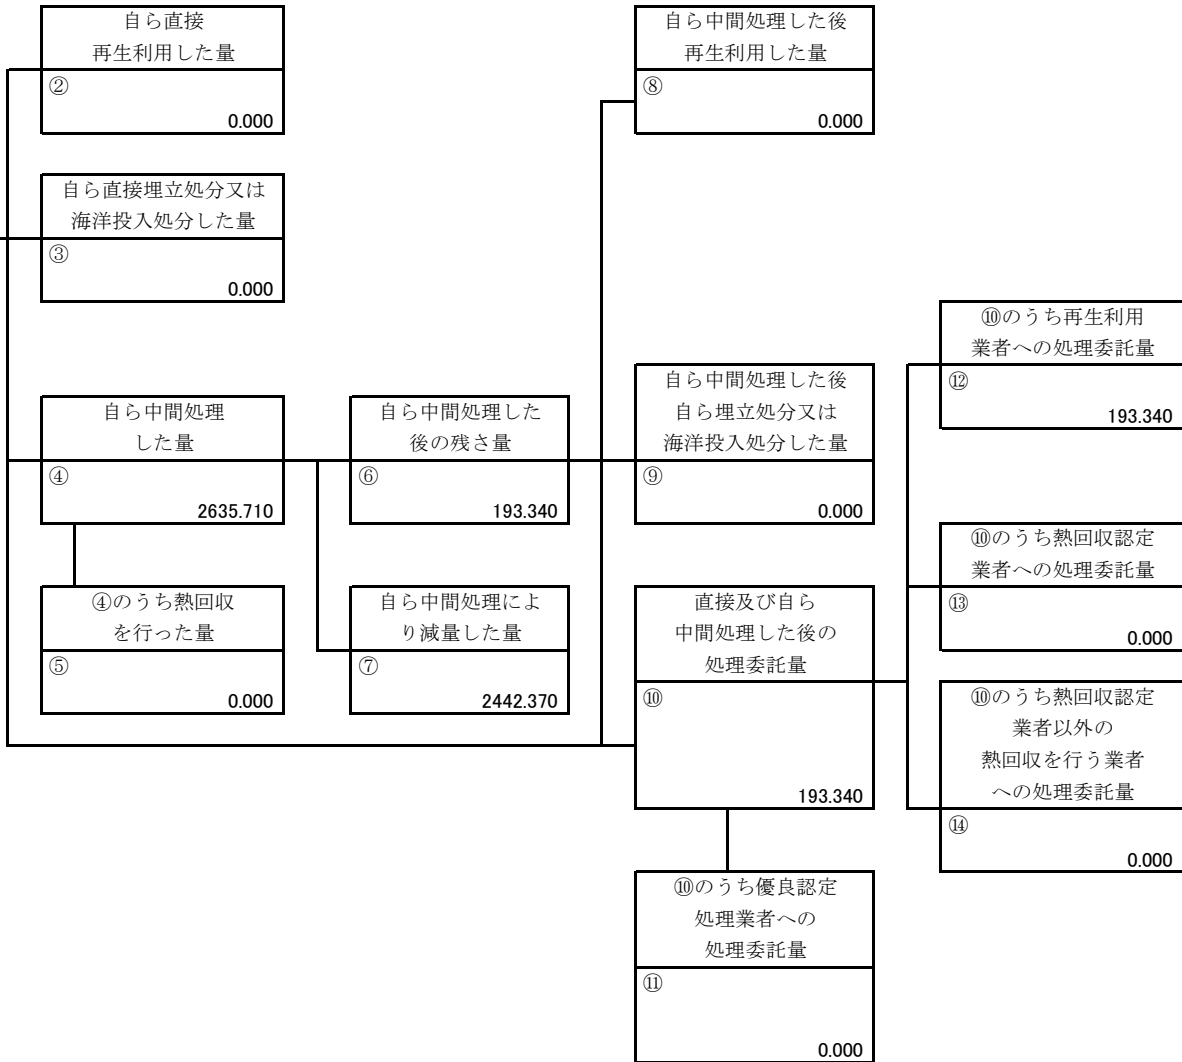 自ら直接
再生利用した量
②
0.000
自ら中間処理した後
再生利用した量
⑧
0.000
自ら直接埋立処分又は
海洋投入処分した量
③
0.000
⑩のうち再生利用
業者への処理委託量
⑫
193.340
自ら中間処理
した量
④
2635.710
自ら中間処理した
後の残さ量
⑥
193.340
自ら中間処理した後
自ら埋立処分又は
海洋投入処分した量
⑨
0.000
⑩のうち熱回収認定
業者への処理委託量
⑬
0.000
④のうち熱回収
を行った量
⑤
0.000
自ら中間処理によ
り減量した量
⑦
2442.370
直接及び自ら
中間処理した後の
処理委託量
⑩
193.340
⑩のうち熱回収認定
業者以外の
熱回収を行う業者
への処理委託量
⑭
0.000
⑩のうち優良認定
処理業者への
処理委託量
⑪
0.000